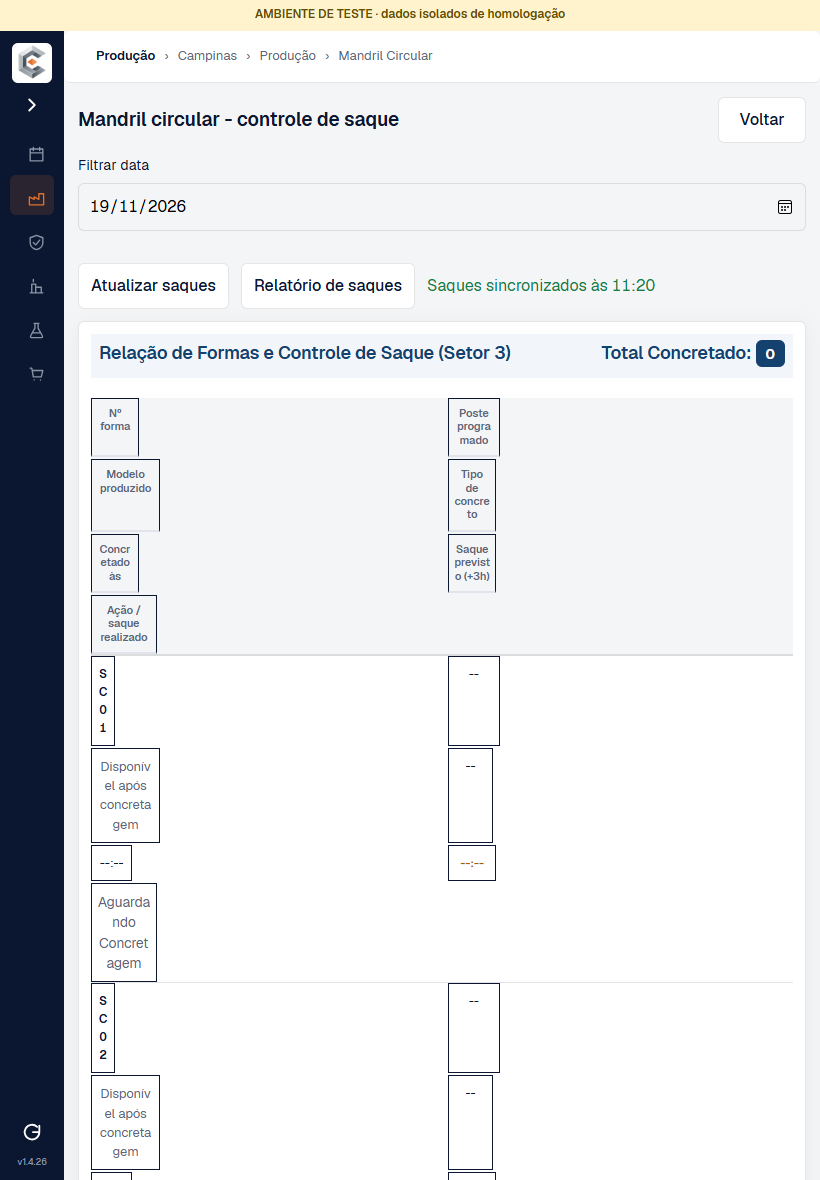 AMBIENTE DE TESTE · dados isolados de homologação
Produção › Campinas › Produção › Mandril Circular
Mandril circular - controle de saque
Voltar
Filtrar data
19/11/2026
Atualizar saques
Relatório de saques
Saques sincronizados às 11:20
Relação de Formas e Controle de Saque (Setor 3)
Total Concretado: 0
Nº
forma
Poste
progra
mado
Modelo
produzido
Tipo
de
concre
to
Concr
etado
às
Saque
previst
o (+3h)
Ação /
saque
realizado
S
C
0
1
--
Disponív
el após
concreta
gem
--
--:--
--:--
Aguarda
ndo
Concret
agem
S
C
0
2
--
Disponív
el após
concreta
gem
--
v1.4.26